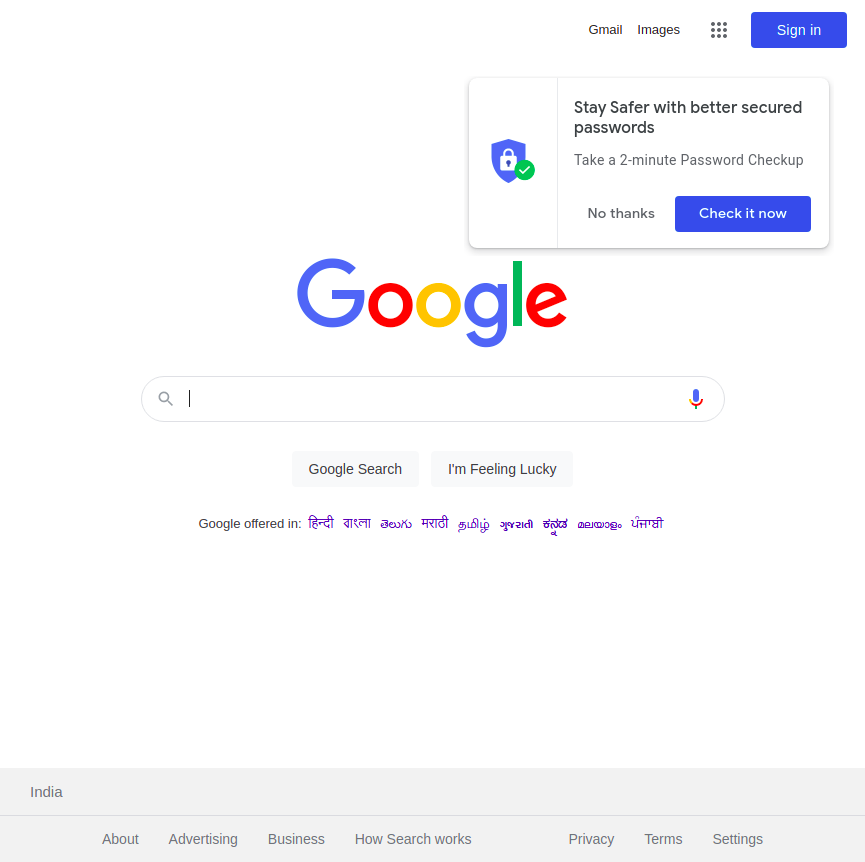 Gmail Images Sign in
Stay Safer with better secured
passwords
Take a 2-minute Password Checkup
No thanks Check it now
Google
Google Search I'm Feeling Lucky
Google offered in: हिन्दी বাংলা తెలుగు मराठी தமிழ் ગુજરાતી ಕನ್ನಡ മലയാളം ਪੰਜਾਬੀ
India
About Advertising Business How Search works Privacy Terms Settings